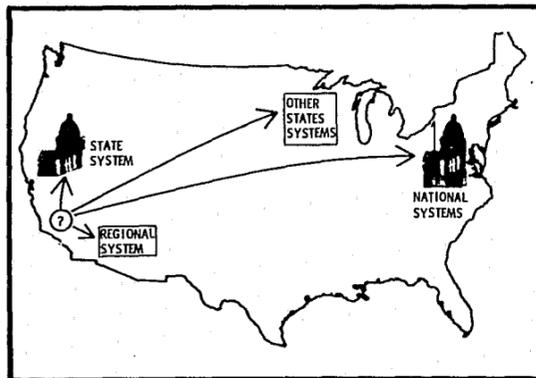 OTHER
STATES
SYSTEMS
STATE
SYSTEM
NATIONAL
SYSTEMS
?
REGIONAL
SYSTEM